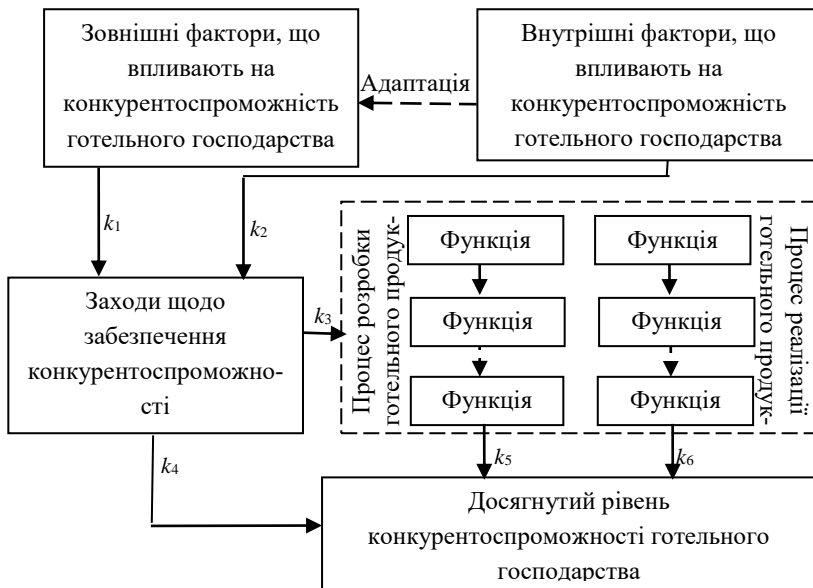 Зовнішні фактори, що
впливають на
конкурентоспроможність
готельного господарства
Адаптація
Внутрішні фактори, що
впливають на
конкурентоспроможність
готельного господарства
k1
k2
Заходи щодо
забезпечення
конкурентоспроможно-
сті
k3
Процес розробки
готельного продук-
Функція
Функція
Функція
Функція
Функція
Функція
Процес реалізації
готельного продук-
k4
k5
k6
Досягнутий рівень
конкурентоспроможності готельного
господарства